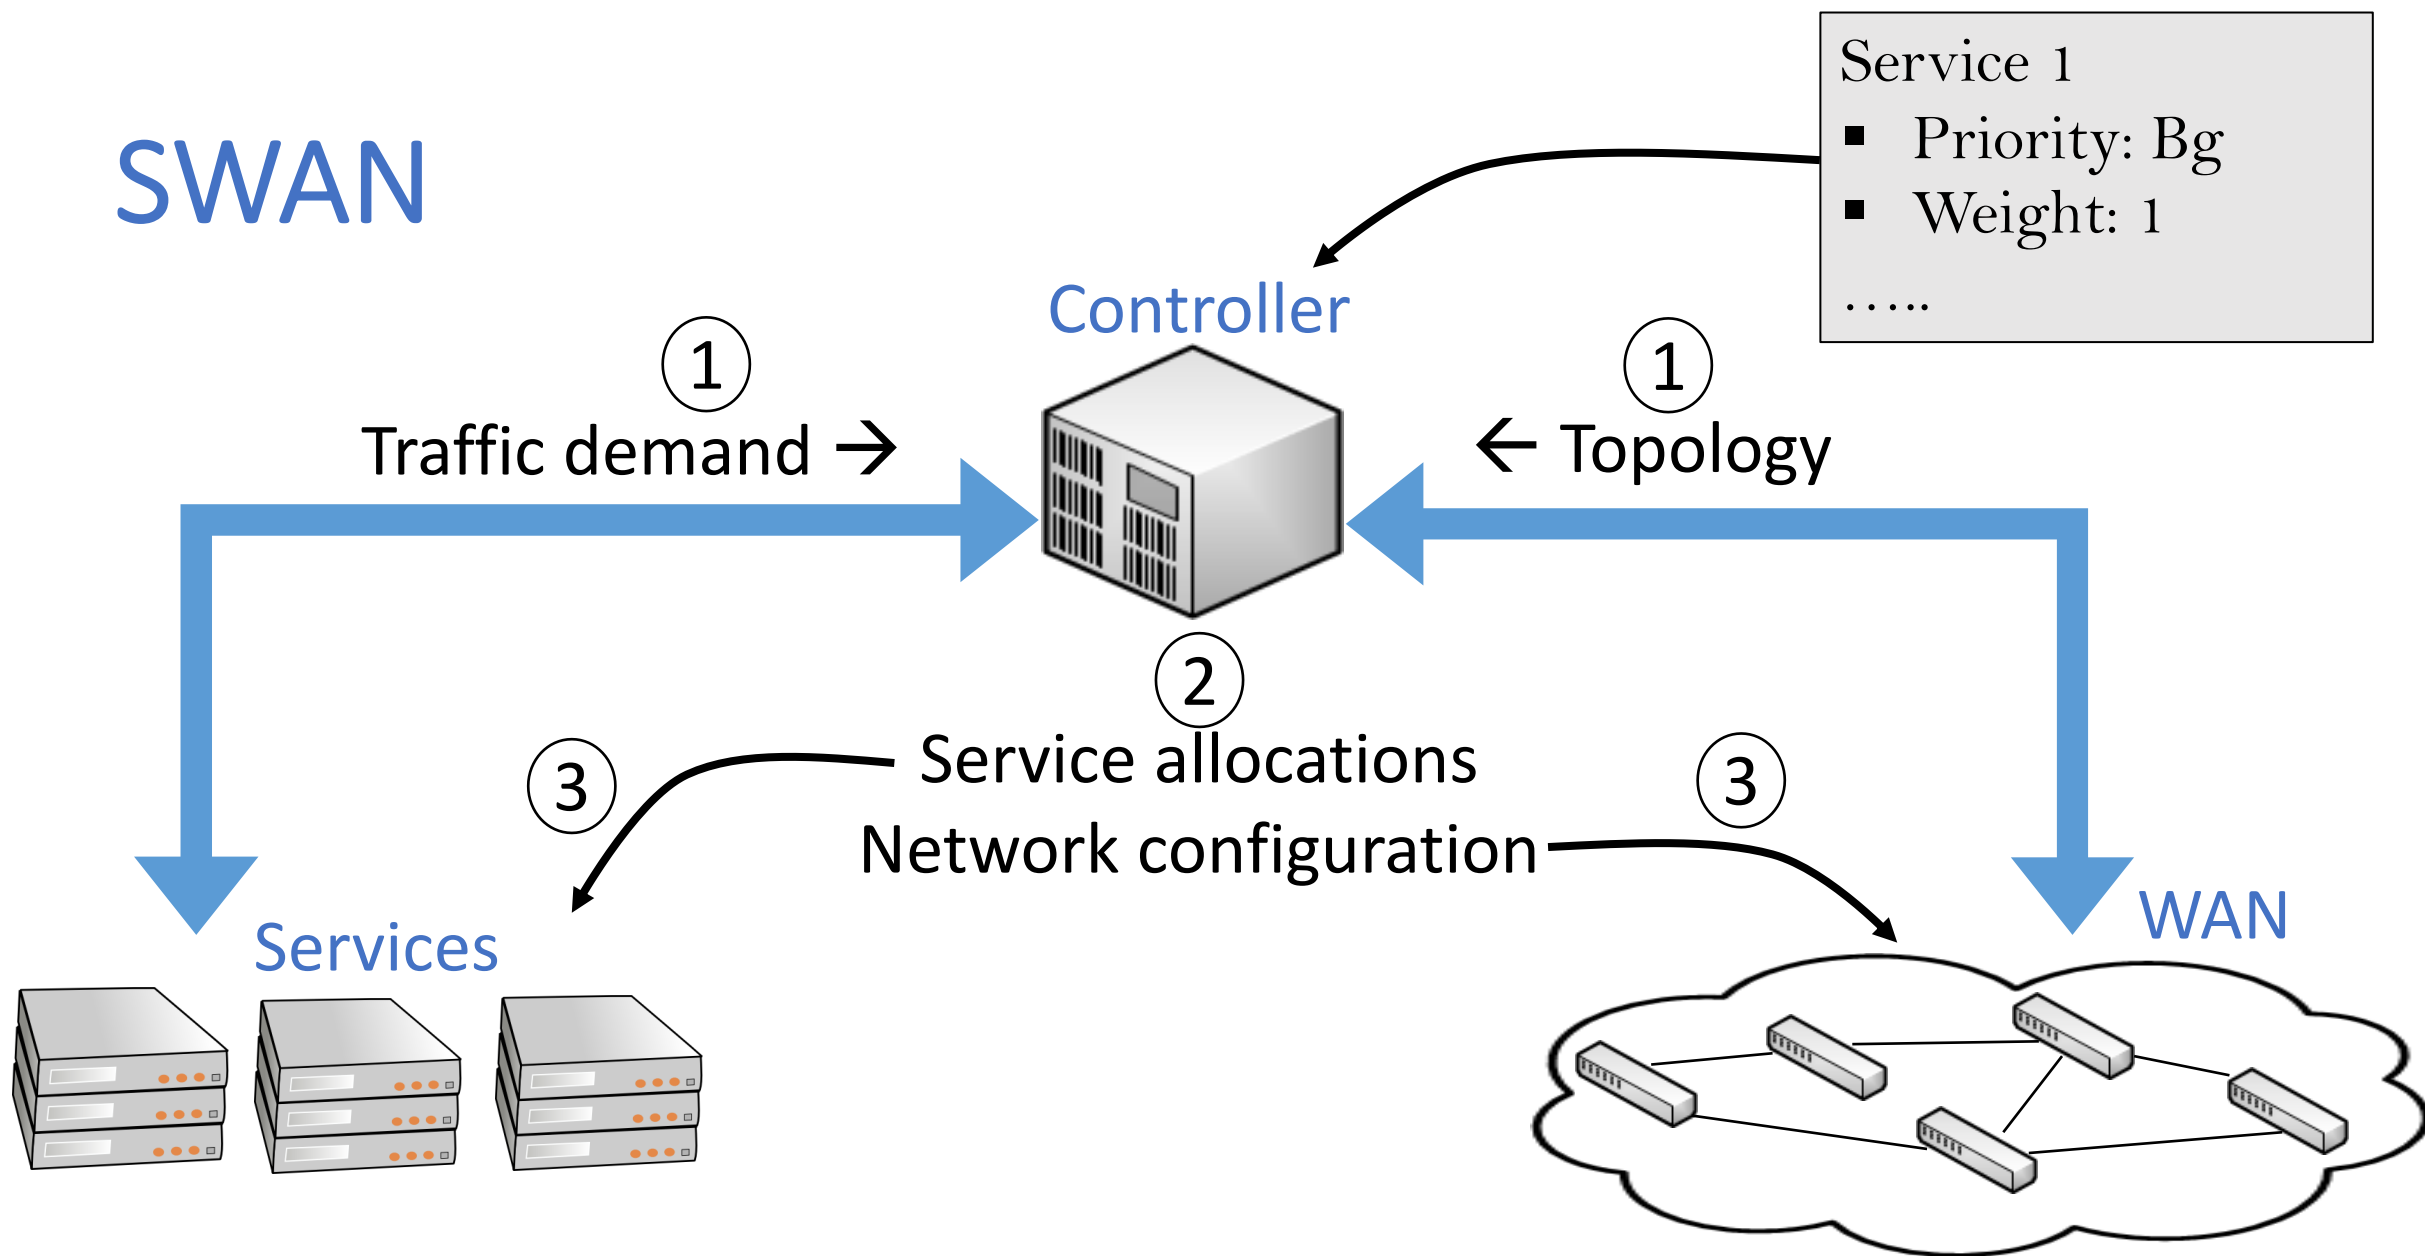 SWAN
Service 1
▪ Priority: Bg
▪ Weight: 1
…..
Controller
1
Traffic demand →
1
← Topology
2
Service allocations
Network configuration
3
3
Services
WAN